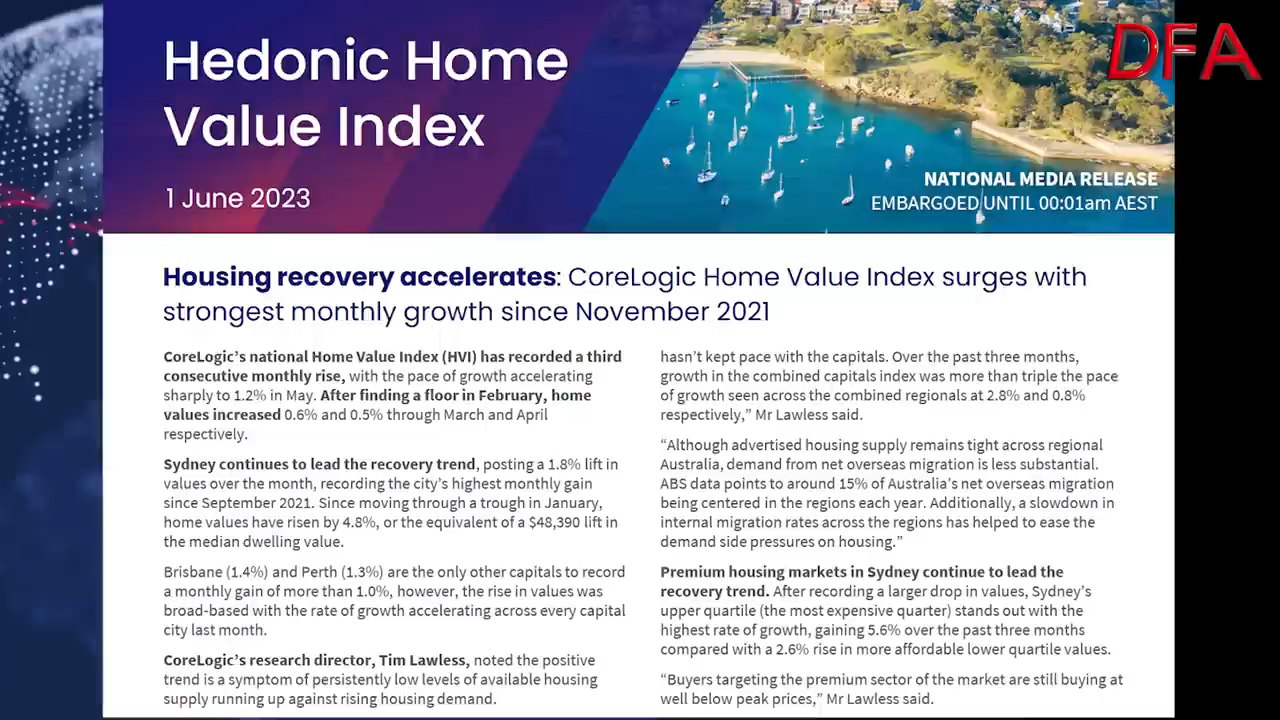 DFA
Hedonic Home
Value Index
1 June 2023
NATIONAL MEDIA RELEASE
EMBARGOED UNTIL 00:01am AEST
Housing recovery accelerates: CoreLogic Home Value Index surges with
strongest monthly growth since November 2021
CoreLogic’s national Home Value Index (HVI) has recorded a third
consecutive monthly rise, with the pace of growth accelerating
sharply to 1.2% in May. After finding a floor in February, home
values increased 0.6% and 0.5% through March and April
respectively.
Sydney continues to lead the recovery trend, posting a 1.8% lift in
values over the month, recording the city’s highest monthly gain
since September 2021. Since moving through a trough in January,
home values have risen by 4.8%, or the equivalent of a $48,390 lift in
the median dwelling value.
Brisbane (1.4%) and Perth (1.3%) are the only other capitals to record
a monthly gain of more than 1.0%, however, the rise in values was
broad-based with the rate of growth accelerating across every capital
city last month.
CoreLogic’s research director, Tim Lawless, noted the positive
trend is a symptom of persistently low levels of available housing
supply running up against rising housing demand.
hasn’t kept pace with the capitals. Over the past three months,
growth in the combined capitals index was more than triple the pace
of growth seen across the combined regionals at 2.8% and 0.8%
respectively,” Mr Lawless said.
“Although advertised housing supply remains tight across regional
Australia, demand from net overseas migration is less substantial.
ABS data points to around 15% of Australia’s net overseas migration
being centered in the regions each year. Additionally, a slowdown in
internal migration rates across the regions has helped to ease the
demand side pressures on housing.”
Premium housing markets in Sydney continue to lead the
recovery trend. After recording a larger drop in values, Sydney’s
upper quartile (the most expensive quarter) stands out with the
highest rate of growth, gaining 5.6% over the past three months
compared with a 2.6% rise in more affordable lower quartile values.
“Buyers targeting the premium sector of the market are still buying at
well below peak prices,” Mr Lawless said.